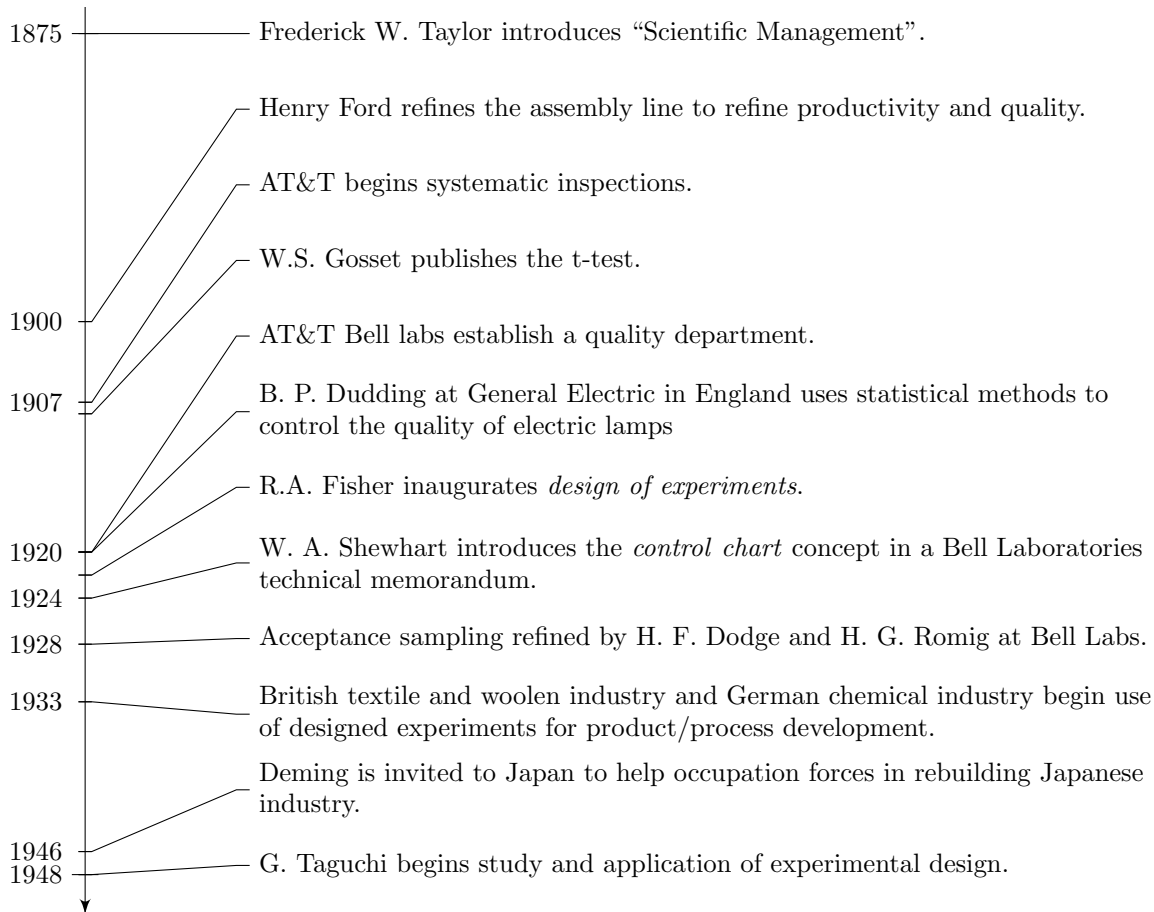 1875 Frederick W. Taylor introduces “Scientific Management”.
Henry Ford refines the assembly line to refine productivity and quality.
AT&T begins systematic inspections.
W.S. Gosset publishes the t-test.
1900
AT&T Bell labs establish a quality department.
1907
B. P. Dudding at General Electric in England uses statistical methods to
control the quality of electric lamps
R.A. Fisher inaugurates design of experiments.
1920
W. A. Shewhart introduces the control chart concept in a Bell Laboratories
technical memorandum.
1924
1928 Acceptance sampling refined by H. F. Dodge and H. G. Romig at Bell Labs.
1933 British textile and woolen industry and German chemical industry begin use
of designed experiments for product/process development.
Deming is invited to Japan to help occupation forces in rebuilding Japanese
industry.
1946
1948 G. Taguchi begins study and application of experimental design.